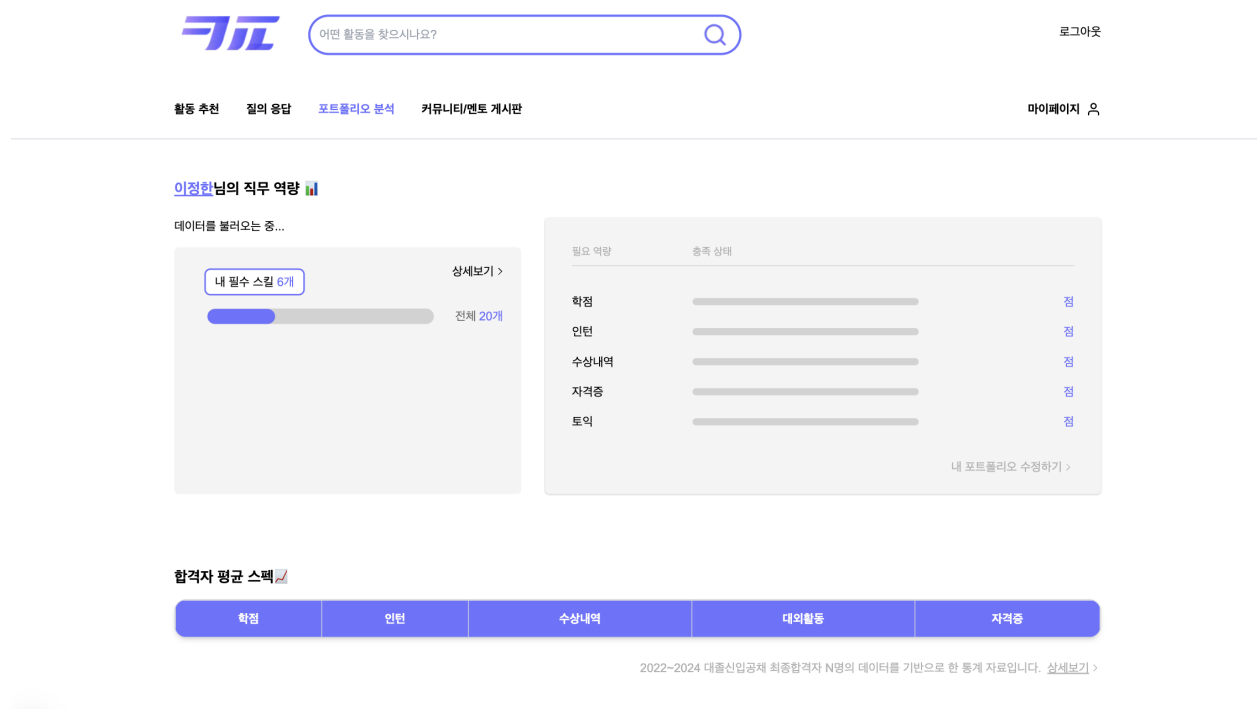 어떤 활동을 찾으시나요?
로그아웃
활동 추천 질의 응답 포트폴리오 분석 커뮤니티/멘토 게시판
마이페이지
이정한님의 직무 역량
데이터를 불러오는 중...
내 필수 스킬 6개
상세보기 >
전체 20개
필요 역량 충족 상태
학점 점
인턴 점
수상내역 점
자격증 점
토익 점
내 포트폴리오 수정하기 >
합격자 평균 스펙
학점 인턴 수상내역 대외활동 자격증
2022~2024 대졸신입공채 최종합격자 N명의 데이터를 기반으로 한 통계 자료입니다. 상세보기 >